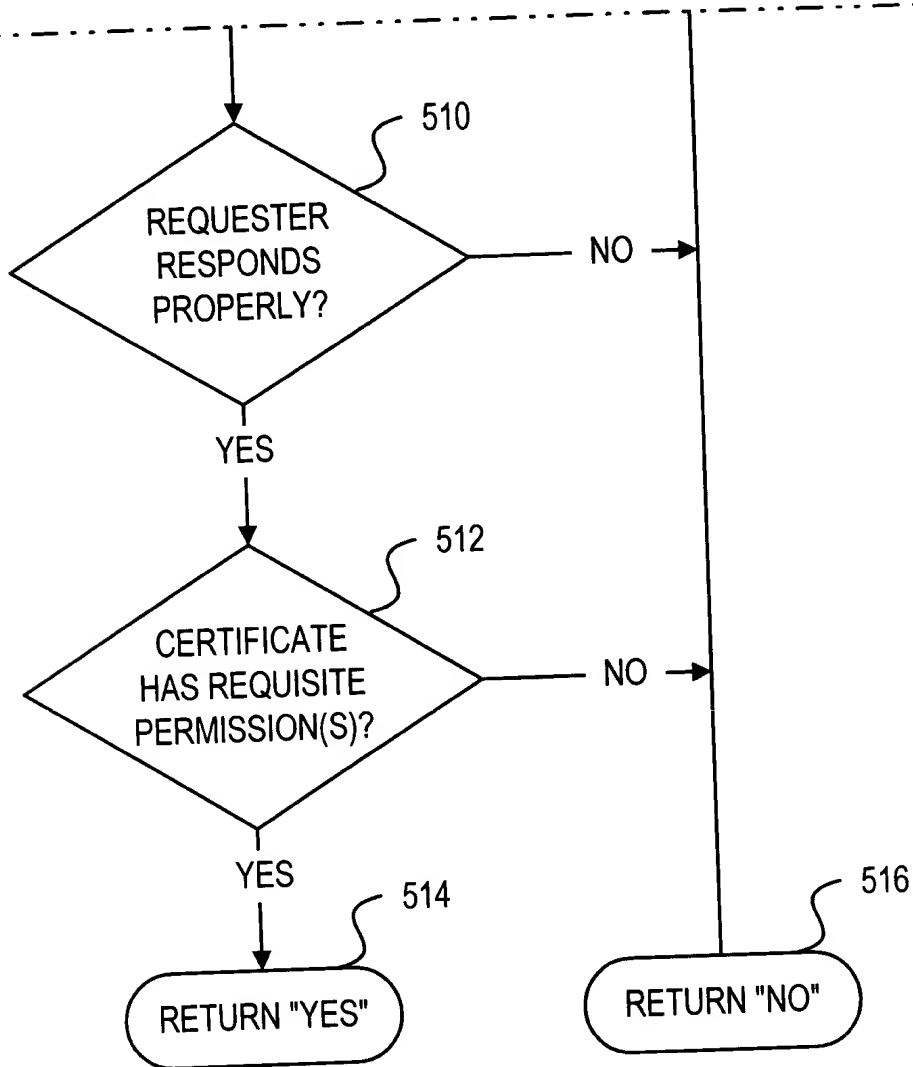 510
REQUESTER
RESPONDS
PROPERLY?
NO
YES
512
CERTIFICATE
HAS REQUISITE
PERMISSION(S)?
NO
YES
514
516
RETURN "YES"
RETURN "NO"